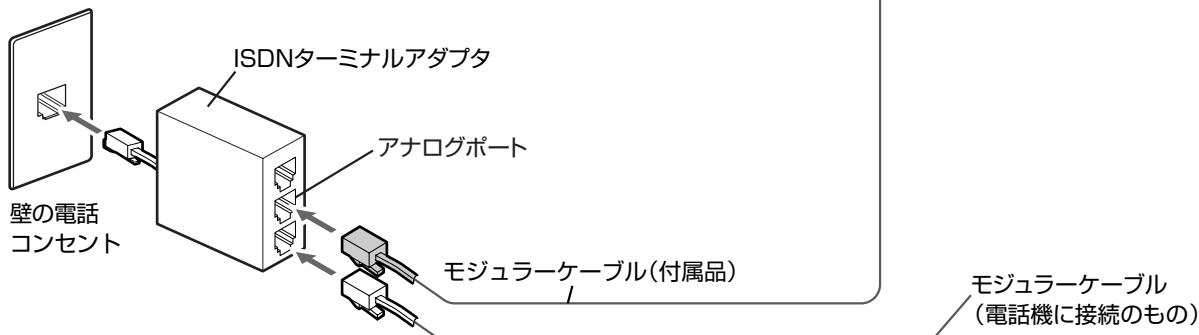 ISDNターミナルアダプタ
アナログポート
壁の電話
コンセント
モジュラーケーブル（付属品）
モジュラーケーブル
（電話機に接続のもの）